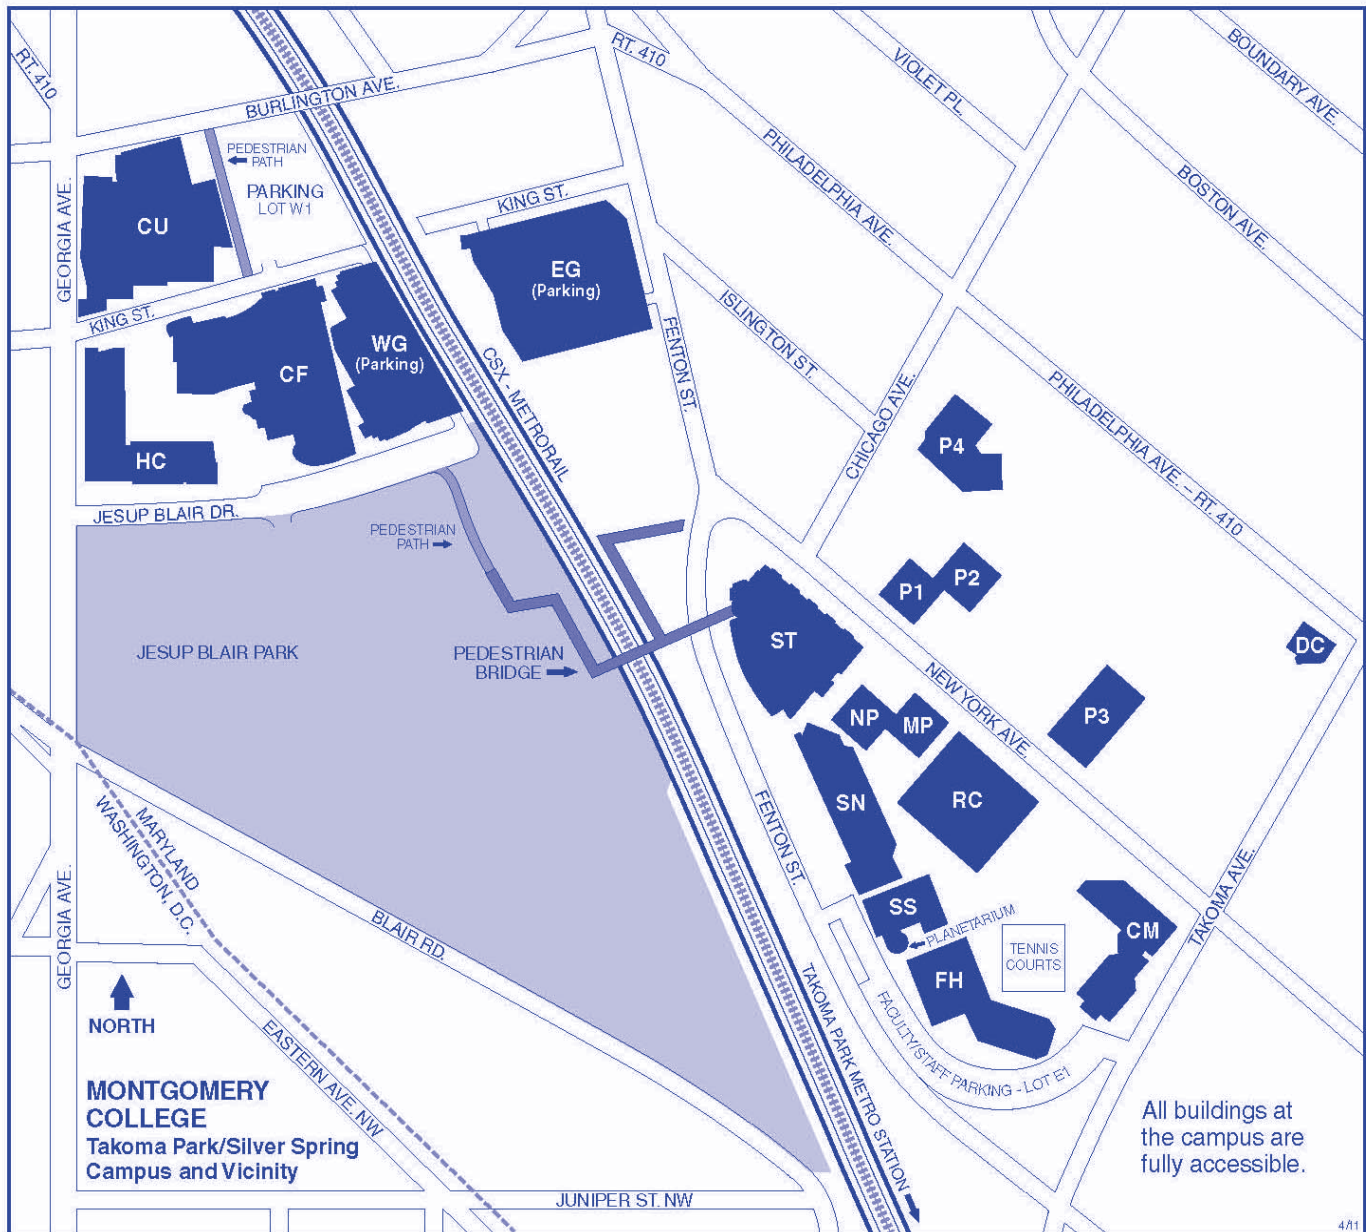 RT. 410
BURLINGTON AVE.
RT. 410
VIOLET PL.
BOUNDARY AVE.
PEDESTRIAN
PATH
PARKING
LOT W1
PHILADELPHIA AVE.
BOSTON AVE.
GEORGIA AVE.
CU
KING ST.
EG
(Parking)
KING ST.
ISLINGTON ST.
FENTON ST.
WG
(Parking)
CF
CSX - METRORAIL
CHICAGO AVE.
PHILADELPHIA AVE. - RT. 410
HC
P4
JESUP BLAIR DR.
PEDESTRIAN
PATH
P1
P2
DC
ST
JESUP BLAIR PARK
PEDESTRIAN
BRIDGE
NEW YORK AVE.
NP
MP
P3
SN
RC
MARYLAND
WASHINGTON, D.C.
FENTON ST.
GEORGIA AVE.
BLAIR RD.
SS
PLANETARIUM
TENNIS
COURTS
CM
TAKOMA AVE.
FH
NORTH
EASTERN AVE. NW
TAKOMA PARK METRO STATION
FACULTY/STAFF PARKING - LOT E1
MONTGOMERY
COLLEGE
Takoma Park/Silver Spring
Campus and Vicinity
All buildings at
the campus are
fully accessible.
JUNIPER ST. NW
4/11